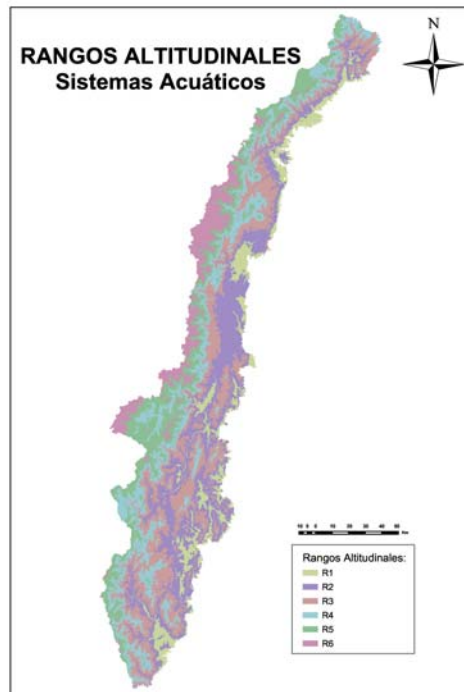 RANGOS ALTITUDINALES
Sistemas Acuáticos
N
Rangos Altitudinales:
R1
R2
R3
R4
R5
R6